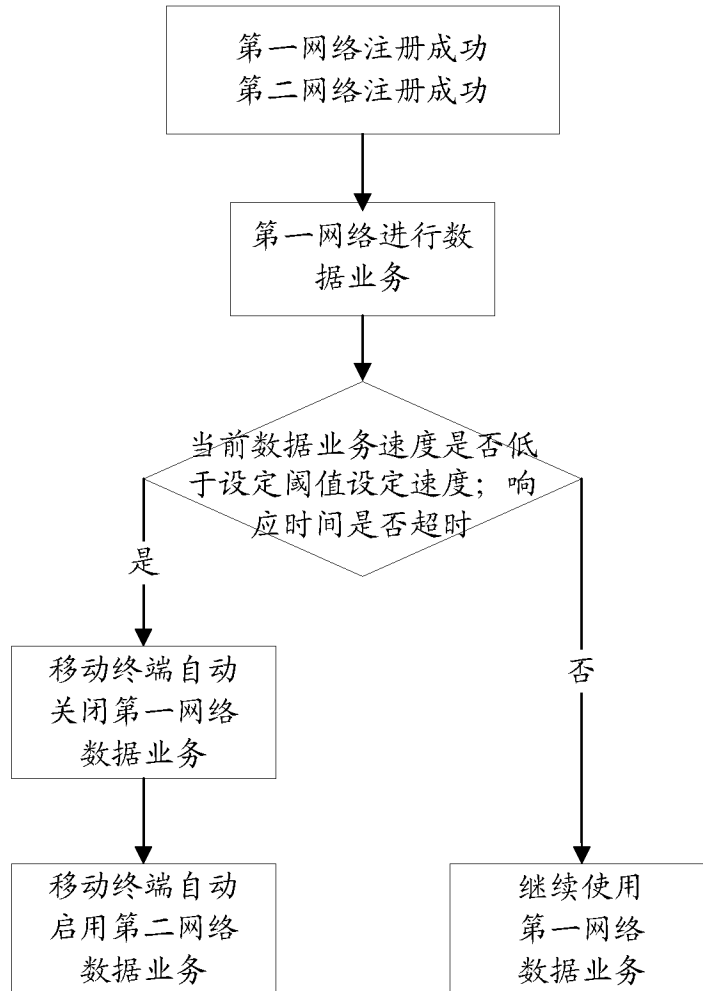 第一网络注册成功
第二网络注册成功
第一网络进行数
据业务
当前数据业务速度是否低
于设定阈值设定速度；响
应时间是否超时
是
否
移动终端自动
关闭第一网络
数据业务
移动终端自动
启用第二网络
数据业务
继续使用
第一网络
数据业务